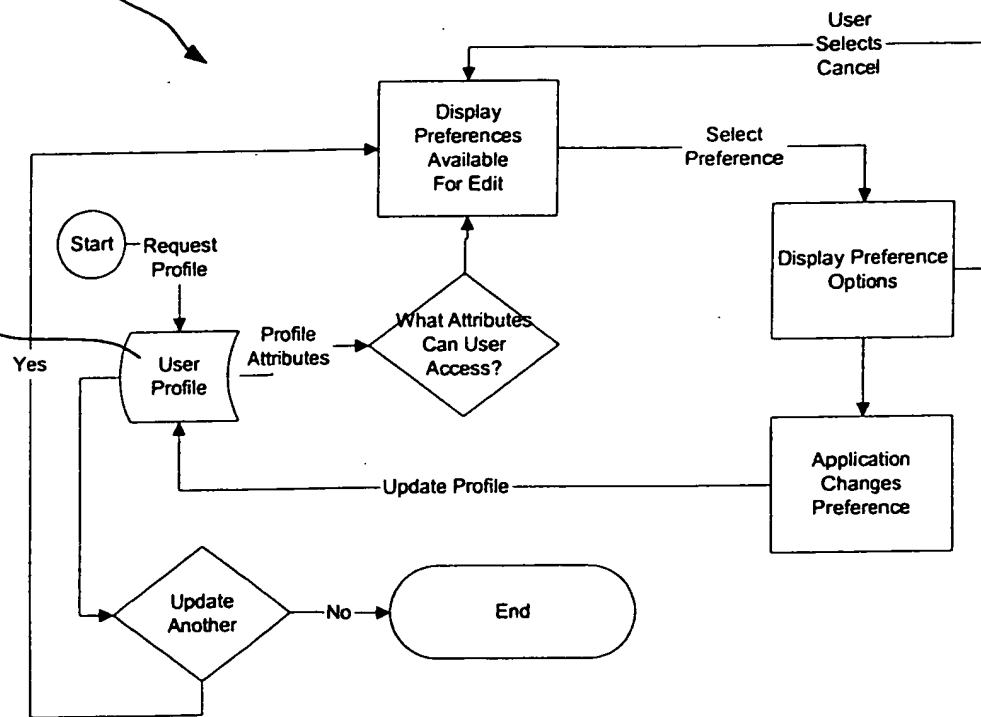 User
Selects
Cancel
Display
Preferences
Available
For Edit
Select
Preference
Start
Request
Profile
Display Preference
Options
What Attributes
Can User
Access?
Profile
Attributes
Yes
User
Profile
Application
Changes
Preference
Update Profile
Update
Another
No
End